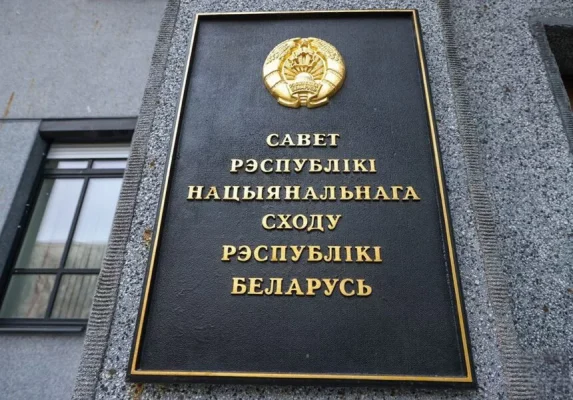 САВЕТ
РЭСПУБЛІКІ
НАЦЫЯНАЛЬНАГА
СХОДУ
РЭСПУБЛІКІ
БЕЛАРУСЬ